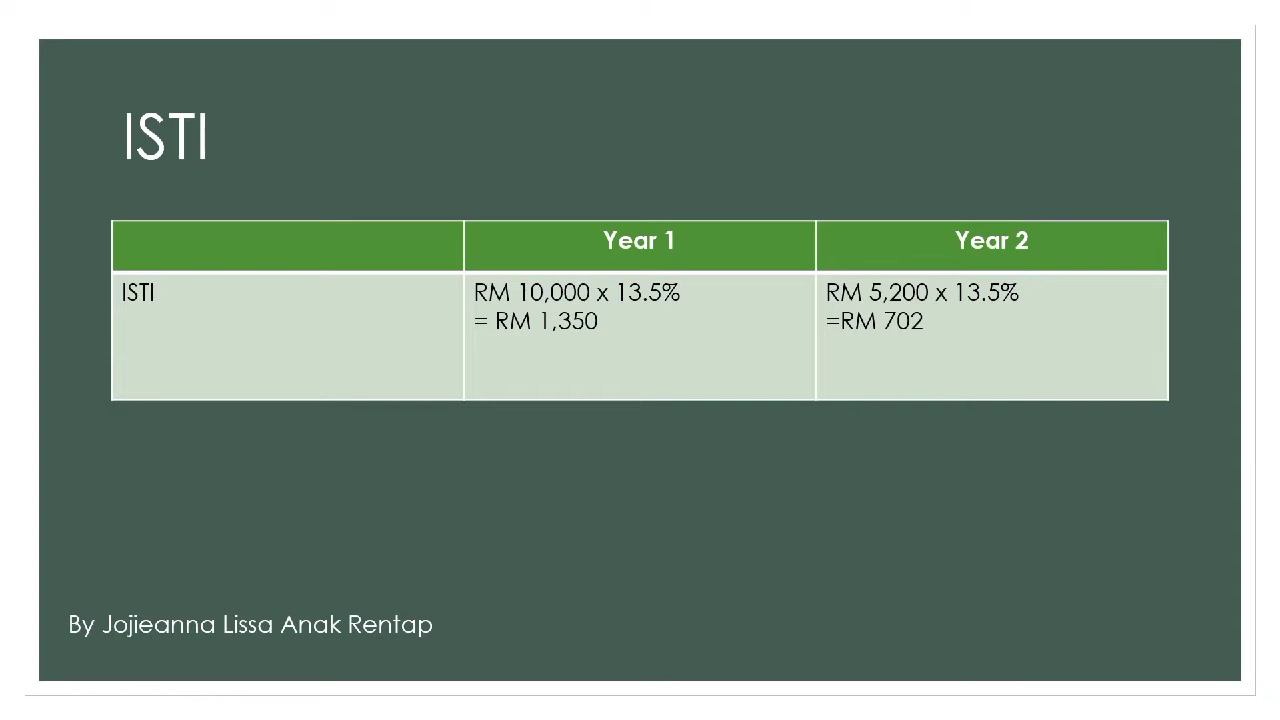 ISTI
Year 1
Year 2
ISTI
RM 10,000 x 13.5%
= RM 1,350
RM 5,200 x 13.5%
=RM 702
By Jojieanna Lissa Anak Rentap